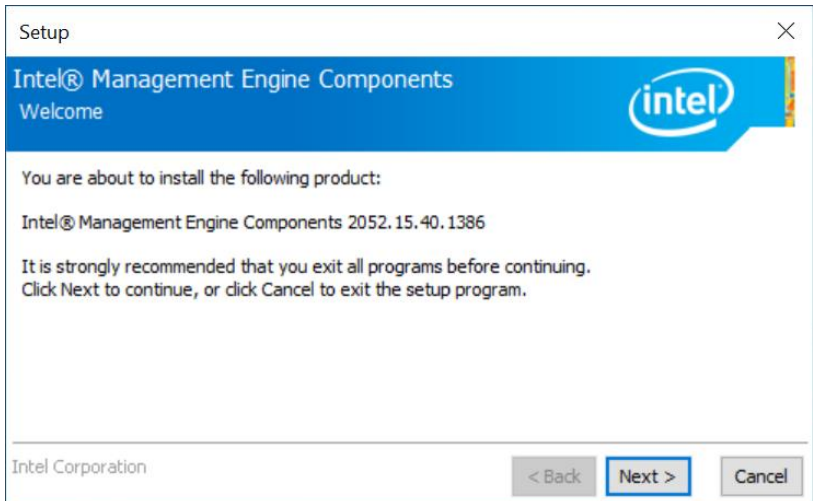 Setup
Intel® Management Engine Components
Welcome
intel
You are about to install the following product:
Intel® Management Engine Components 2052.15.40.1386
It is strongly recommended that you exit all programs before continuing.
Click Next to continue, or click Cancel to exit the setup program.
Intel Corporation
< Back Next > Cancel